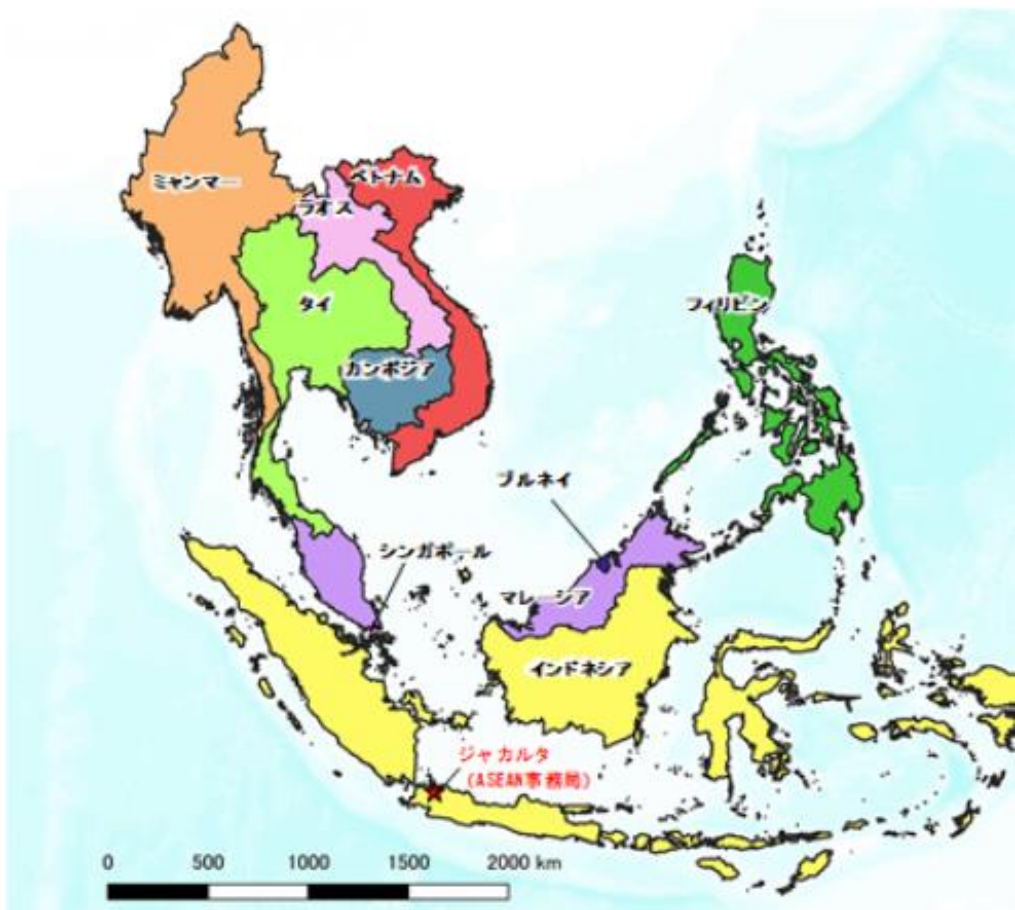 ミャンマー
ベトナム
ラオス
タイ
フィリピン
カンボジア
ブルネイ
シンガポール
マレーシア
インドネシア
ジャカルタ
(ASEAN事務局)
0 500 1000 1500 2000 km